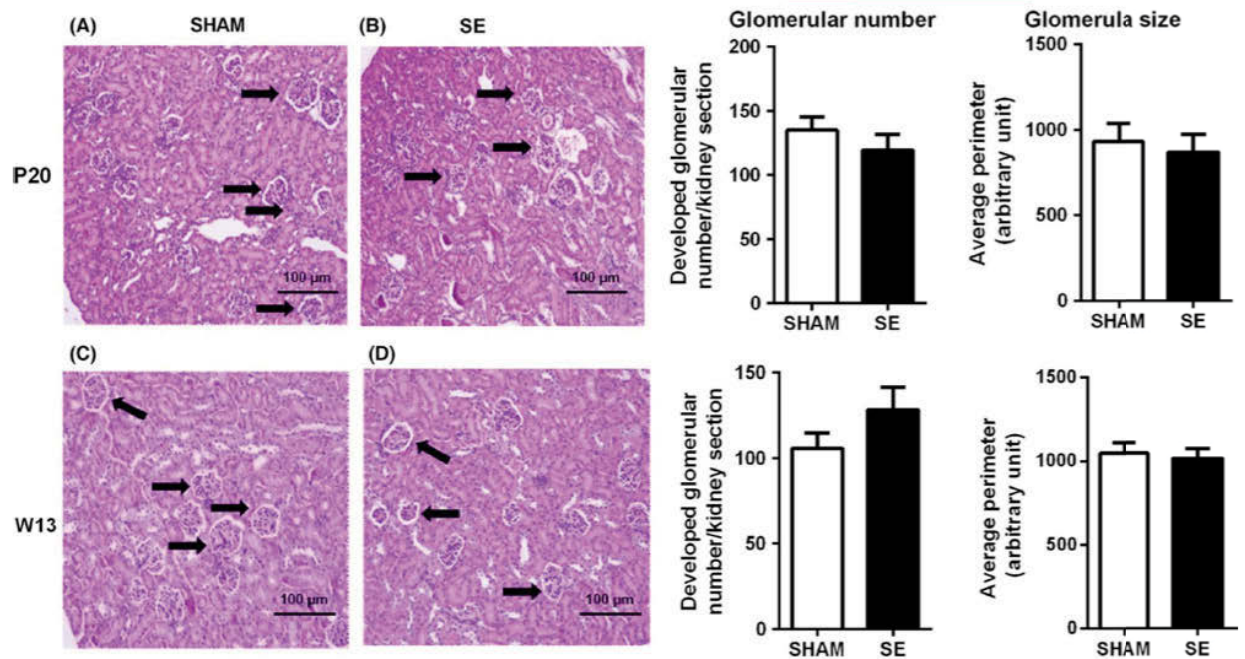 (A)
SHAM
(B)
SE
P20
100 µm
100 µm
(C)
(D)
W13
100 µm
100 µm
Glomerular number
Developed glomerular
number/kidney section
200
150
100
50
0
SHAM
SE
Glomerula size
Average perimeter
(arbitrary unit)
1500
1000
500
0
SHAM
SE
Developed glomerular
number/kidney section
150
100
50
0
SHAM
SE
Average perimeter
(arbitrary unit)
1500
1000
500
0
SHAM
SE